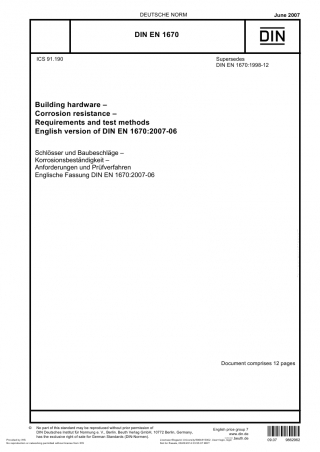 DEUTSCHE NORM
June 2007
DIN EN 1670
DIN
ICS 91.190
Supersedes
DIN EN 1670:1998-12
Building hardware –
Corrosion resistance –
Requirements and test methods
English version of DIN EN 1670:2007-06
Schlösser und Baubeschläge –
Korrosionsbeständigkeit –
Anforderungen und Prüfverfahren
Englische Fassung DIN EN 1670:2007-06
Document comprises 12 pages
© No part of this standard may be reproduced without prior permission of
DIN Deutsches Institut für Normung e. V., Berlin. Beuth Verlag GmbH, 10772 Berlin, Germany,
has the exclusive right of sale for German Standards (DIN-Normen).
English price group 7
www.din.de
www.beuth.de